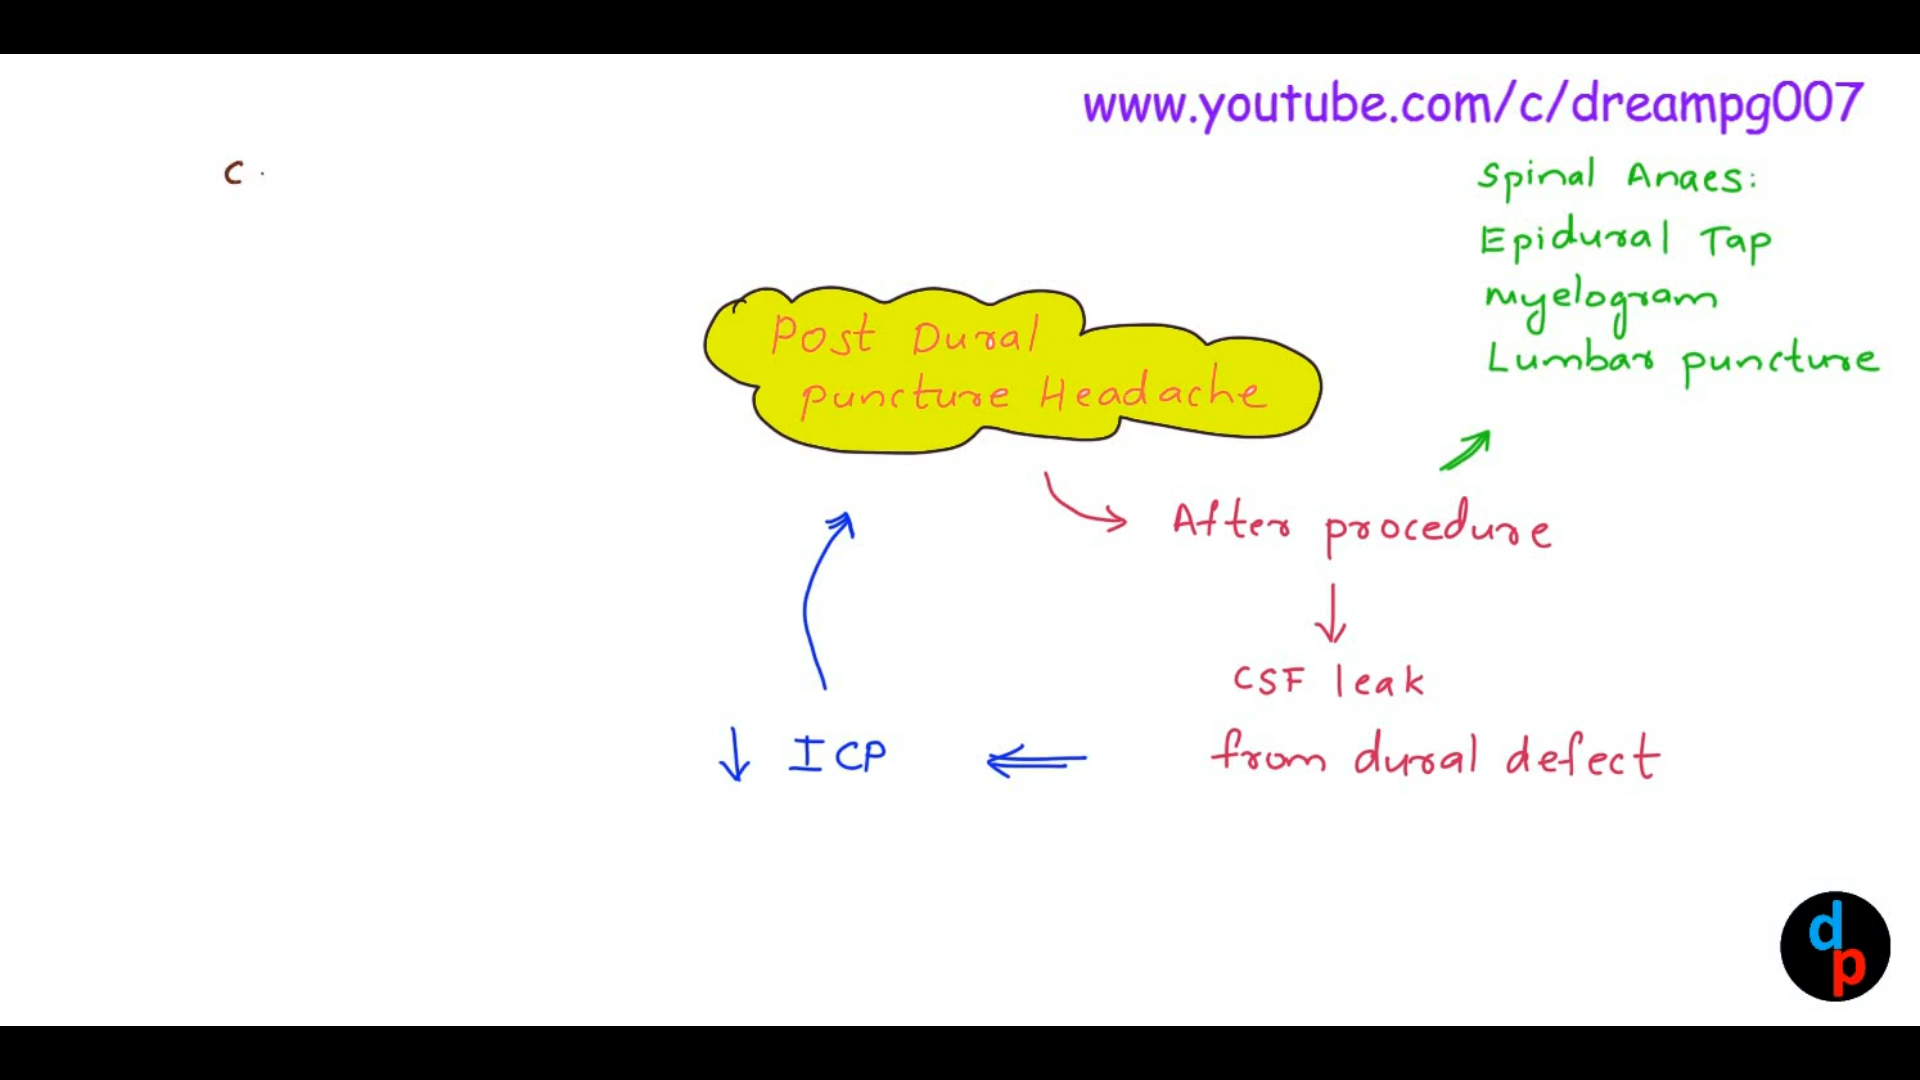 www.youtube.com/c/dreampg007
C .
Spinal Anaes:
Epidural Tap
Myelogram
Lumbar puncture
Post Dural
puncture Headache
After procedure
↓
CSF leak
↓ ICP
from dural defect
dp